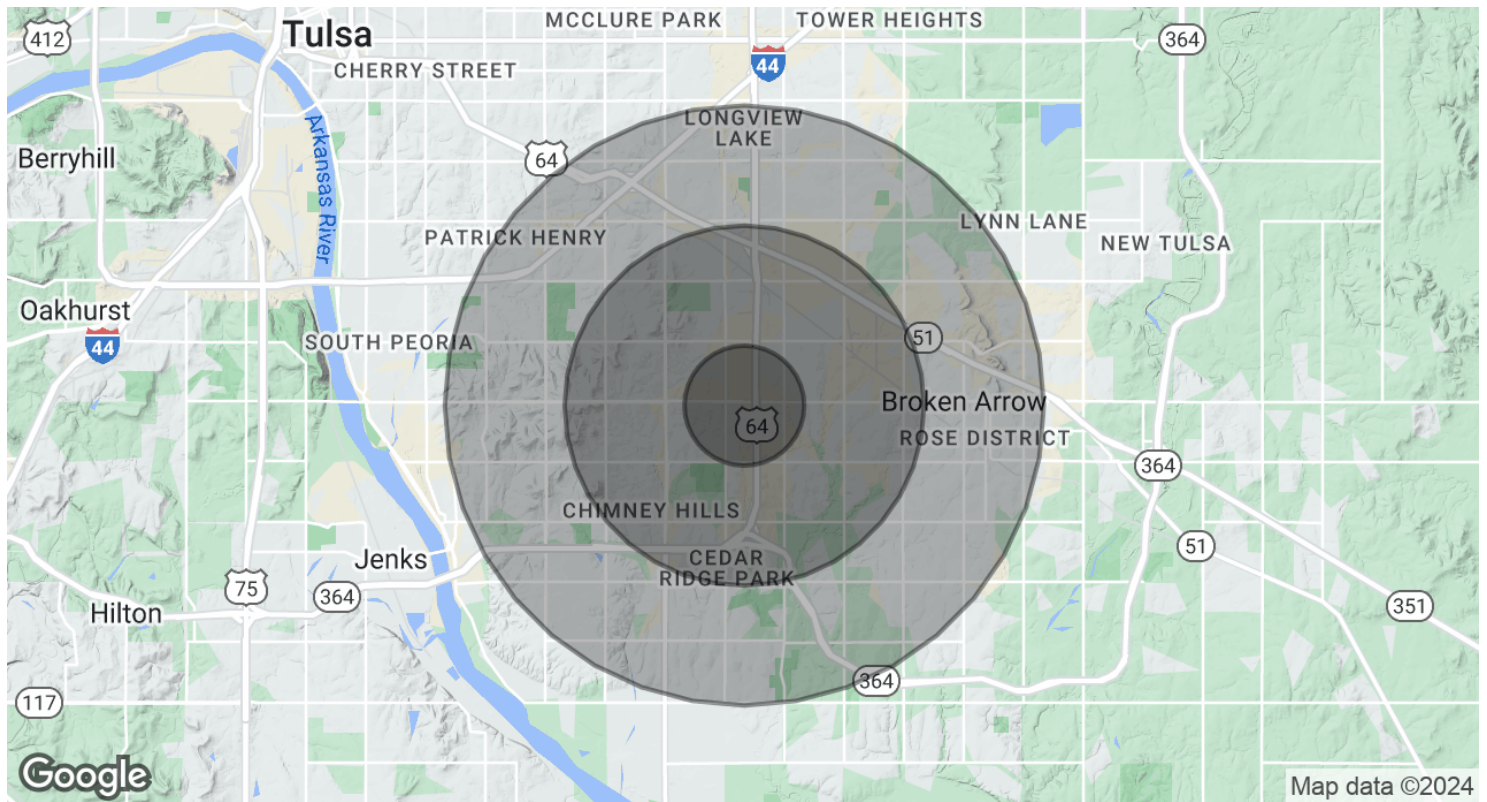 412
Tulsa
MCCLURE PARK
TOWER HEIGHTS
364
44
CHERRY STREET
LONGVIEW
LAKE
Arkansas River
Berryhill
64
LYNN LANE
PATRICK HENRY
NEW TULSA
Oakhurst
44
SOUTH PEORIA
51
Broken Arrow
64
ROSE DISTRICT
364
CHIMNEY HILLS
Jenks
CEDAR
RIDGE PARK
51
75
364
Hilton
351
364
117
Google
Map data ©2024